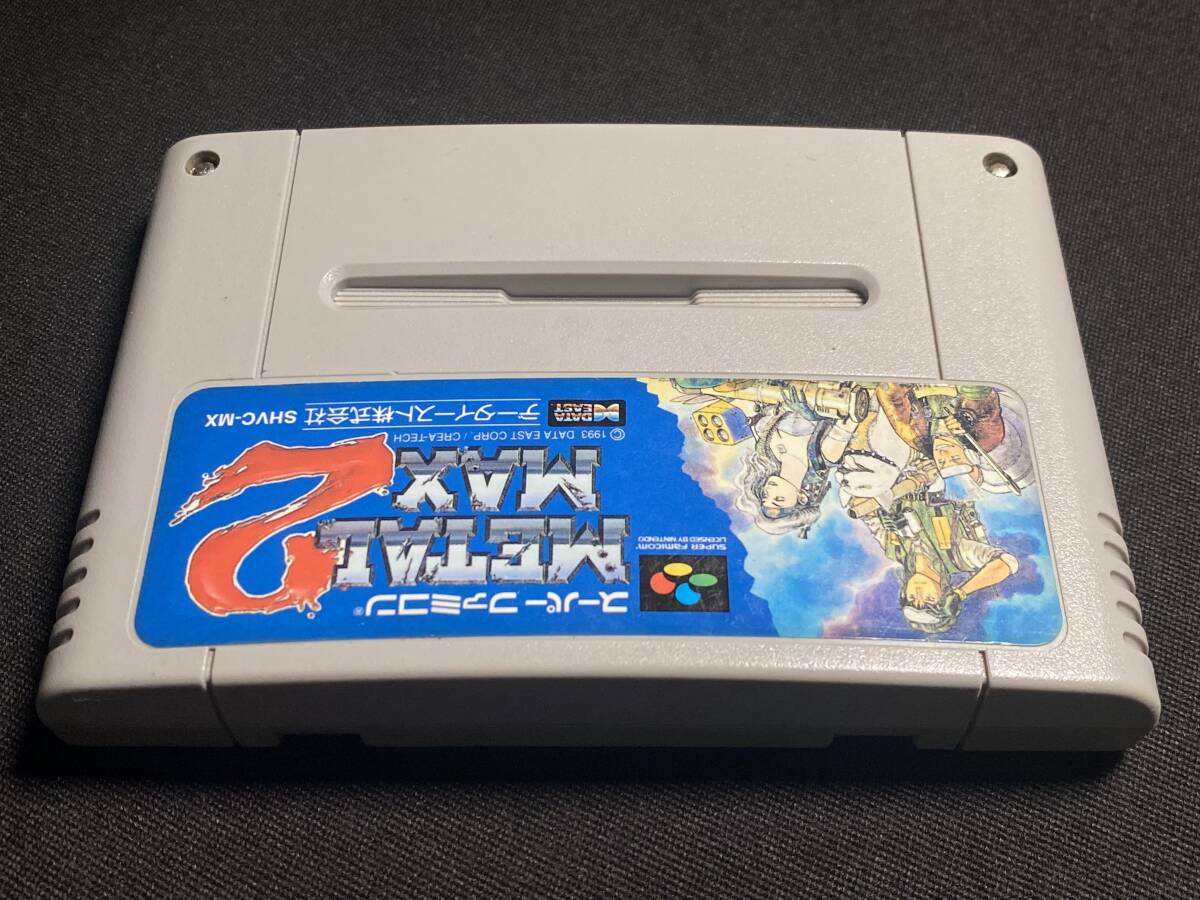 スーパーファミコン®
METAL
MAX
2
© 1993 DATA EAST CORP. / CREA-TECH
DATA
EAST
データイースト株式会社 SHVC-MX
SUPER FAMICOM™
LICENSED BY NINTENDO